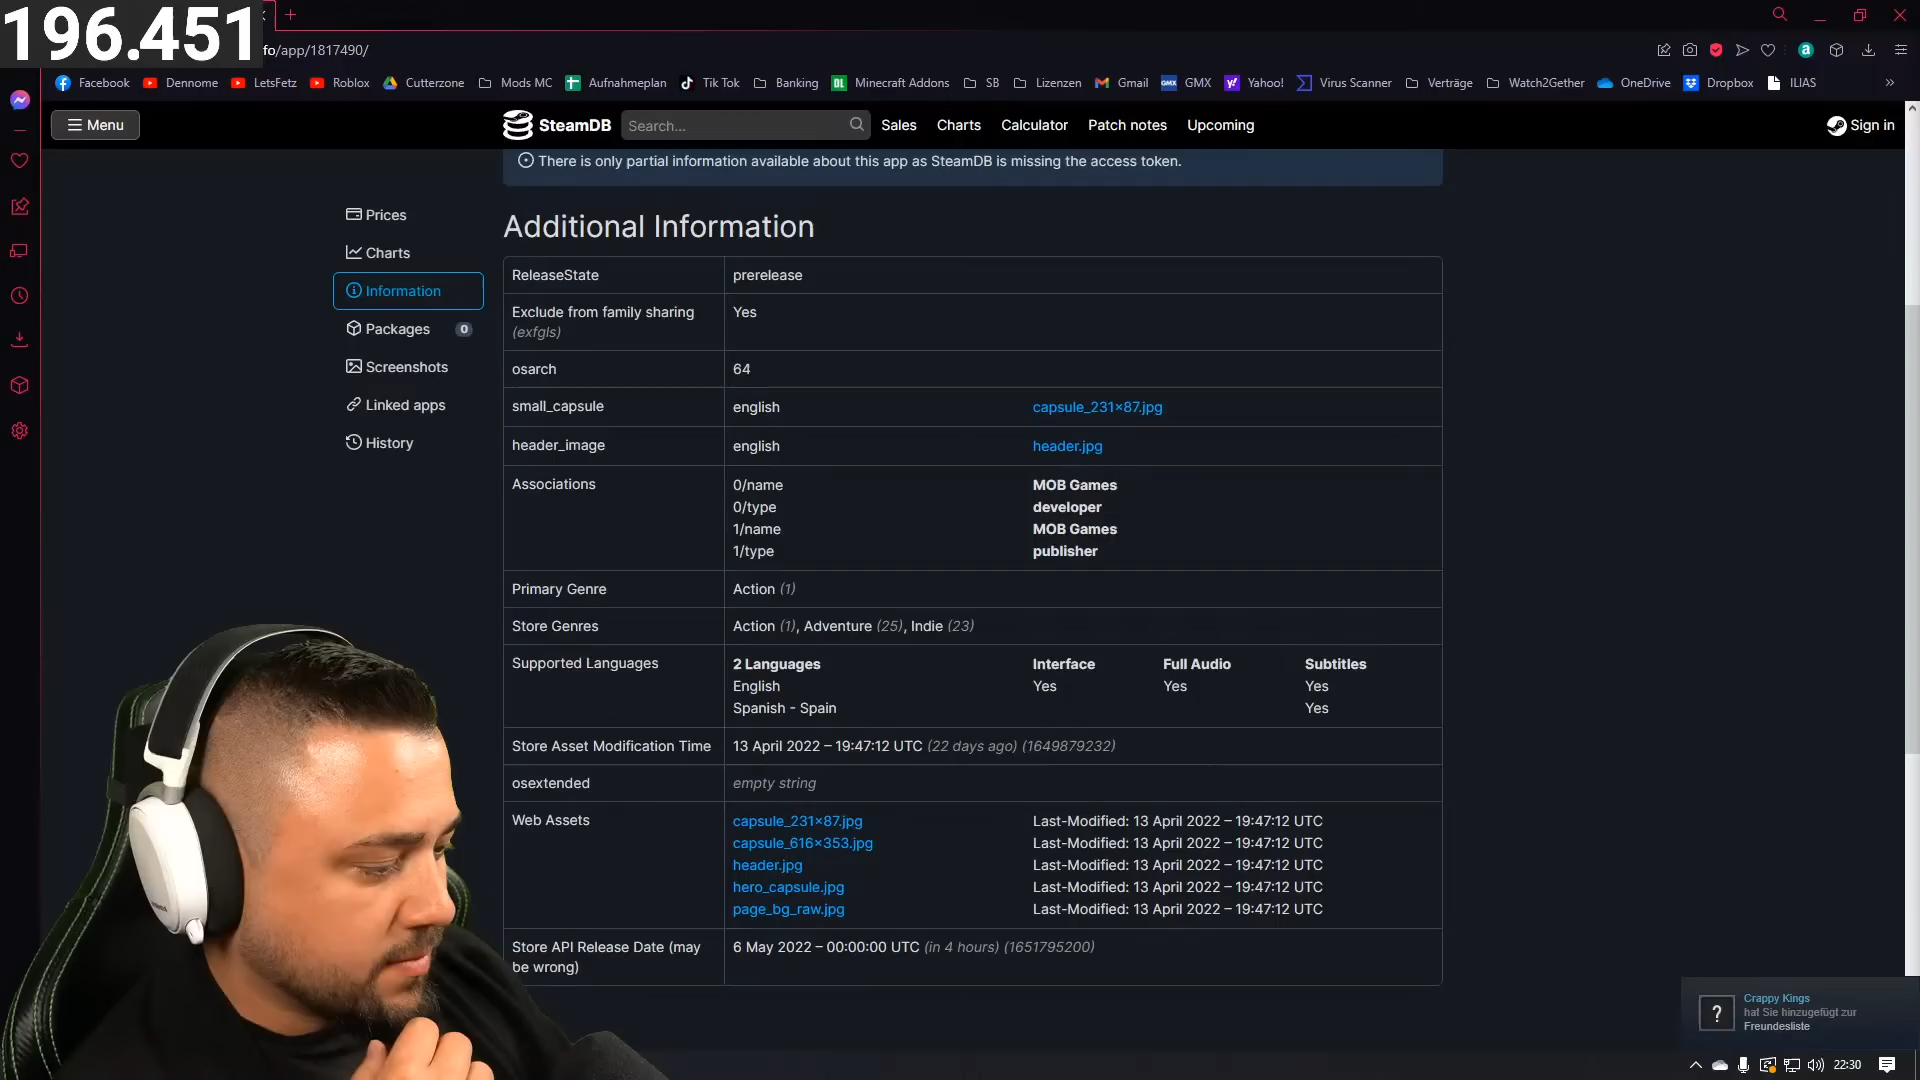 196.451
fo/app/1817490/
Facebook
Dennome
LetsFetz
Roblox
Cutterzone
Mods MC
Aufnahmeplan
Tik Tok
Banking
Minecraft Addons
SB
Lizenzen
Gmail
GMX
Yahoo!
Virus Scanner
Verträge
Watch2Gether
OneDrive
Dropbox
ILIAS
»
Menu
SteamDB
Search...
Sales
Charts
Calculator
Patch notes
Upcoming
Sign in
There is only partial information available about this app as SteamDB is missing the access token.
Prices
Charts
Information
Packages 0
Screenshots
Linked apps
History
Additional Information
ReleaseState prerelease
Exclude from family sharing (exfgls) Yes
osarch 64
small_capsule english capsule_231×87.jpg
header_image english header.jpg
Associations 0/name MOB Games
0/type developer
1/name MOB Games
1/type publisher
Primary Genre Action (1)
Store Genres Action (1), Adventure (25), Indie (23)
Supported Languages 2 Languages Interface Full Audio Subtitles
English Yes Yes Yes
Spanish - Spain Yes
Store Asset Modification Time 13 April 2022 – 19:47:12 UTC (22 days ago) (1649879232)
osextended empty string
Web Assets capsule_231×87.jpg Last-Modified: 13 April 2022 – 19:47:12 UTC
capsule_616×353.jpg Last-Modified: 13 April 2022 – 19:47:12 UTC
header.jpg Last-Modified: 13 April 2022 – 19:47:12 UTC
hero_capsule.jpg Last-Modified: 13 April 2022 – 19:47:12 UTC
page_bg_raw.jpg Last-Modified: 13 April 2022 – 19:47:12 UTC
Store API Release Date (may be wrong) 6 May 2022 – 00:00:00 UTC (in 4 hours) (1651795200)
?
Crappy Kings
hat Sie hinzugefügt zur
Freundesliste
22:30